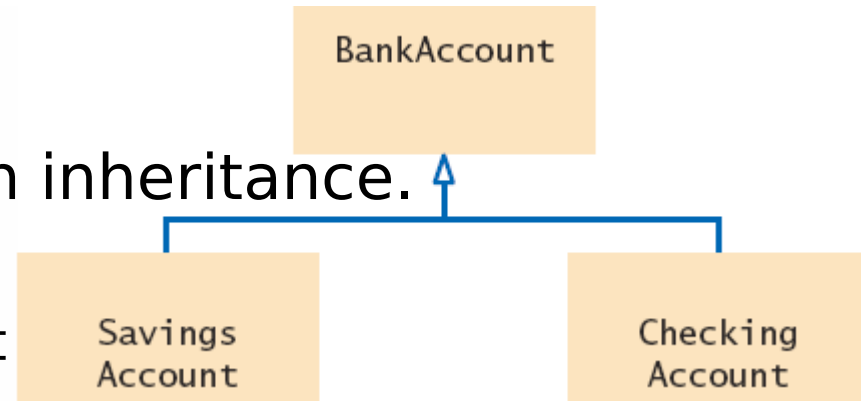 BankAccount
inheritance.
Savings
Account
Checking
Account